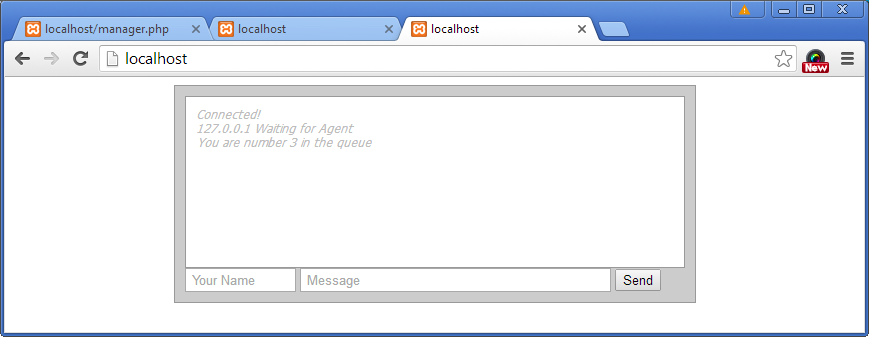 localhost/manager.php
localhost
localhost
localhost
New
Connected!
127.0.0.1 Waiting for Agent
You are number 3 in the queue
Your Name
Message
Send